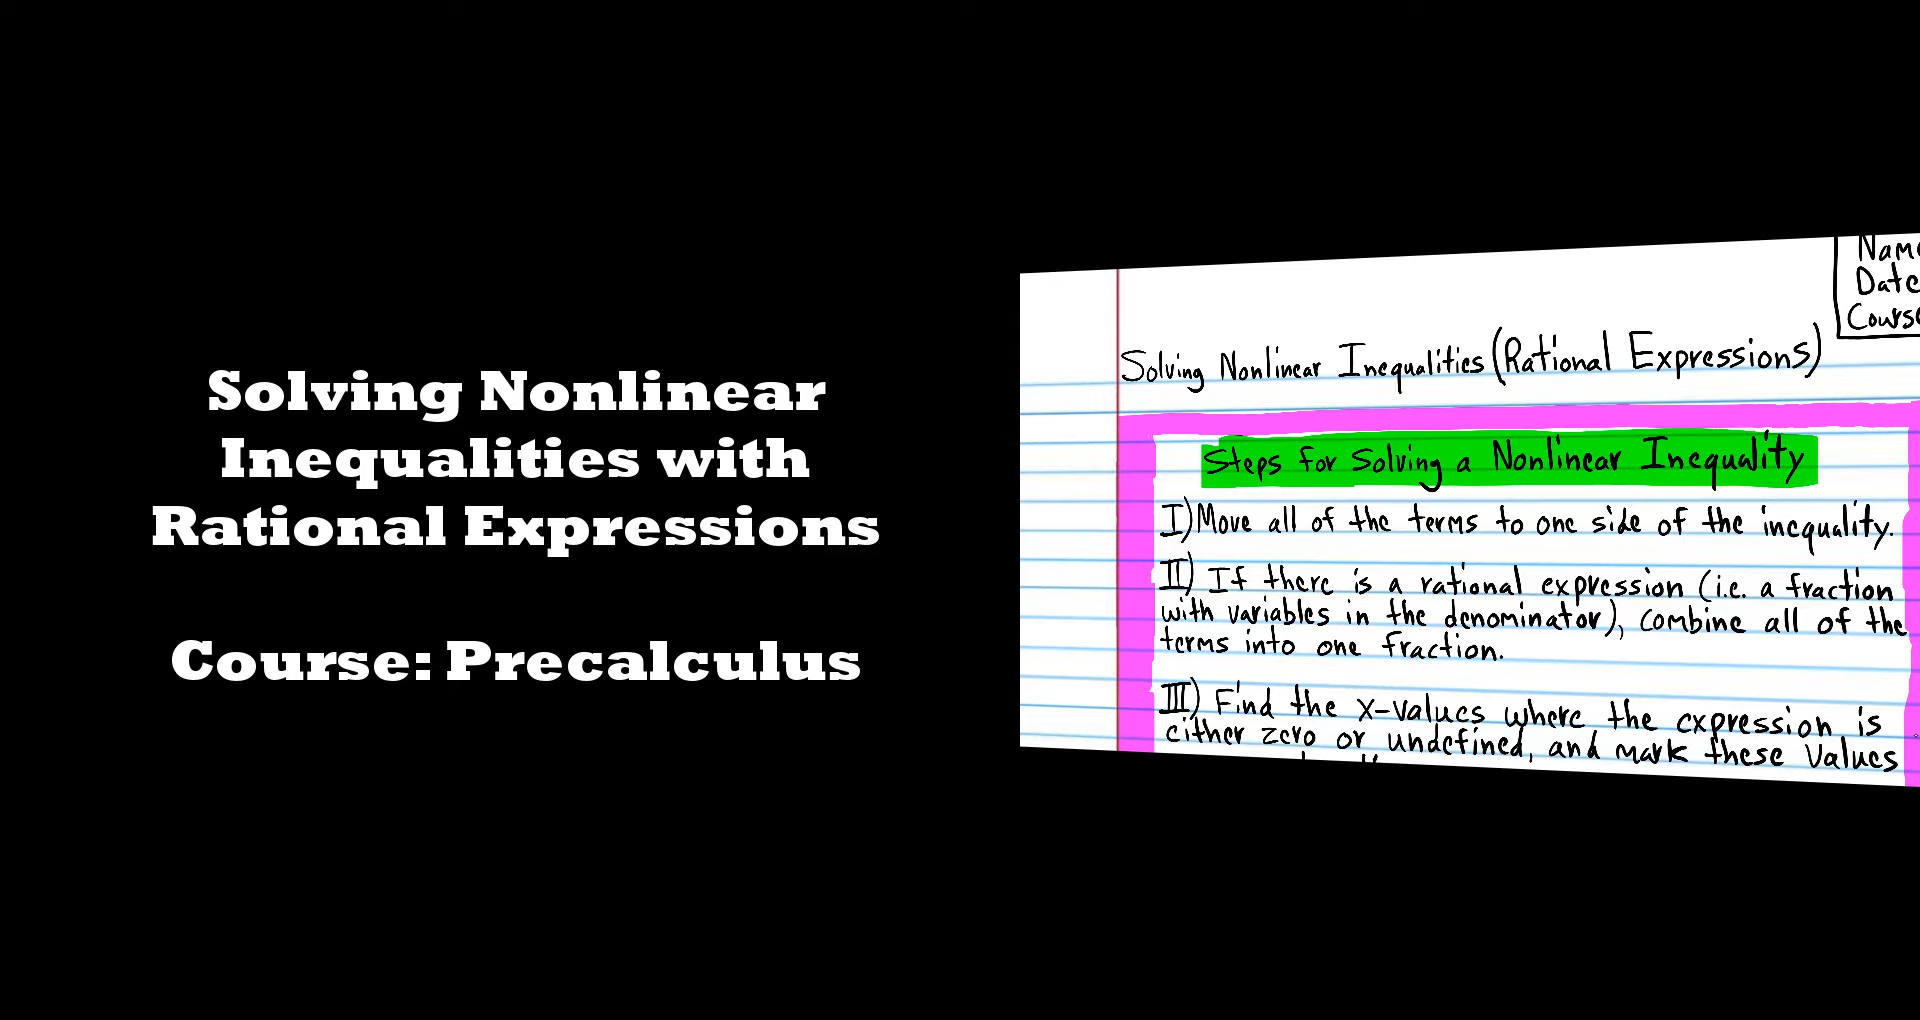 Solving Nonlinear
Inequalities with
Rational Expressions
Course: Precalculus
Date
Solving Nonlinear Inequalities (Rational Expressions)
Steps for Solving a Nonlinear Inequality
I) Move all of the terms to one side of the inequality.
II) If there is a rational expression (i.e. a fraction
with variables in the denominator), combine all of the
terms into one fraction.
III) Find the x-values where the expression is
either zero or undefined, and mark these values